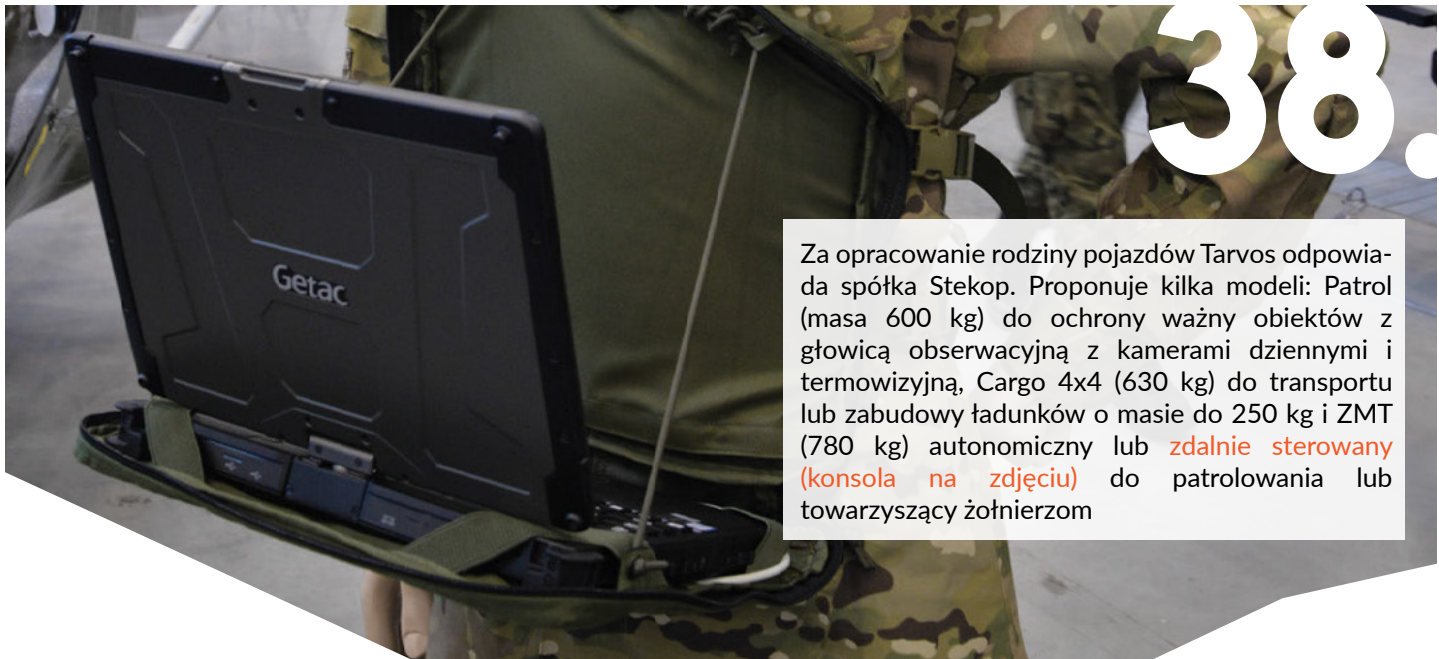 38.
Getac
Za opracowanie rodziny pojazdów Tarvos odpowia-
da spółka Stekop. Proponuje kilka modeli: Patrol
(masa 600 kg) do ochrony ważny obiektów z
głowicą obserwacyjną z kamerami dziennymi i
termowizyjną, Cargo 4x4 (630 kg) do transportu
lub zabudowy ładunków o masie do 250 kg i ZMT
(780 kg) autonomiczny lub zdalnie sterowany
(konsola na zdjęciu) do patrolowania lub
towarzyszący żołnierzom